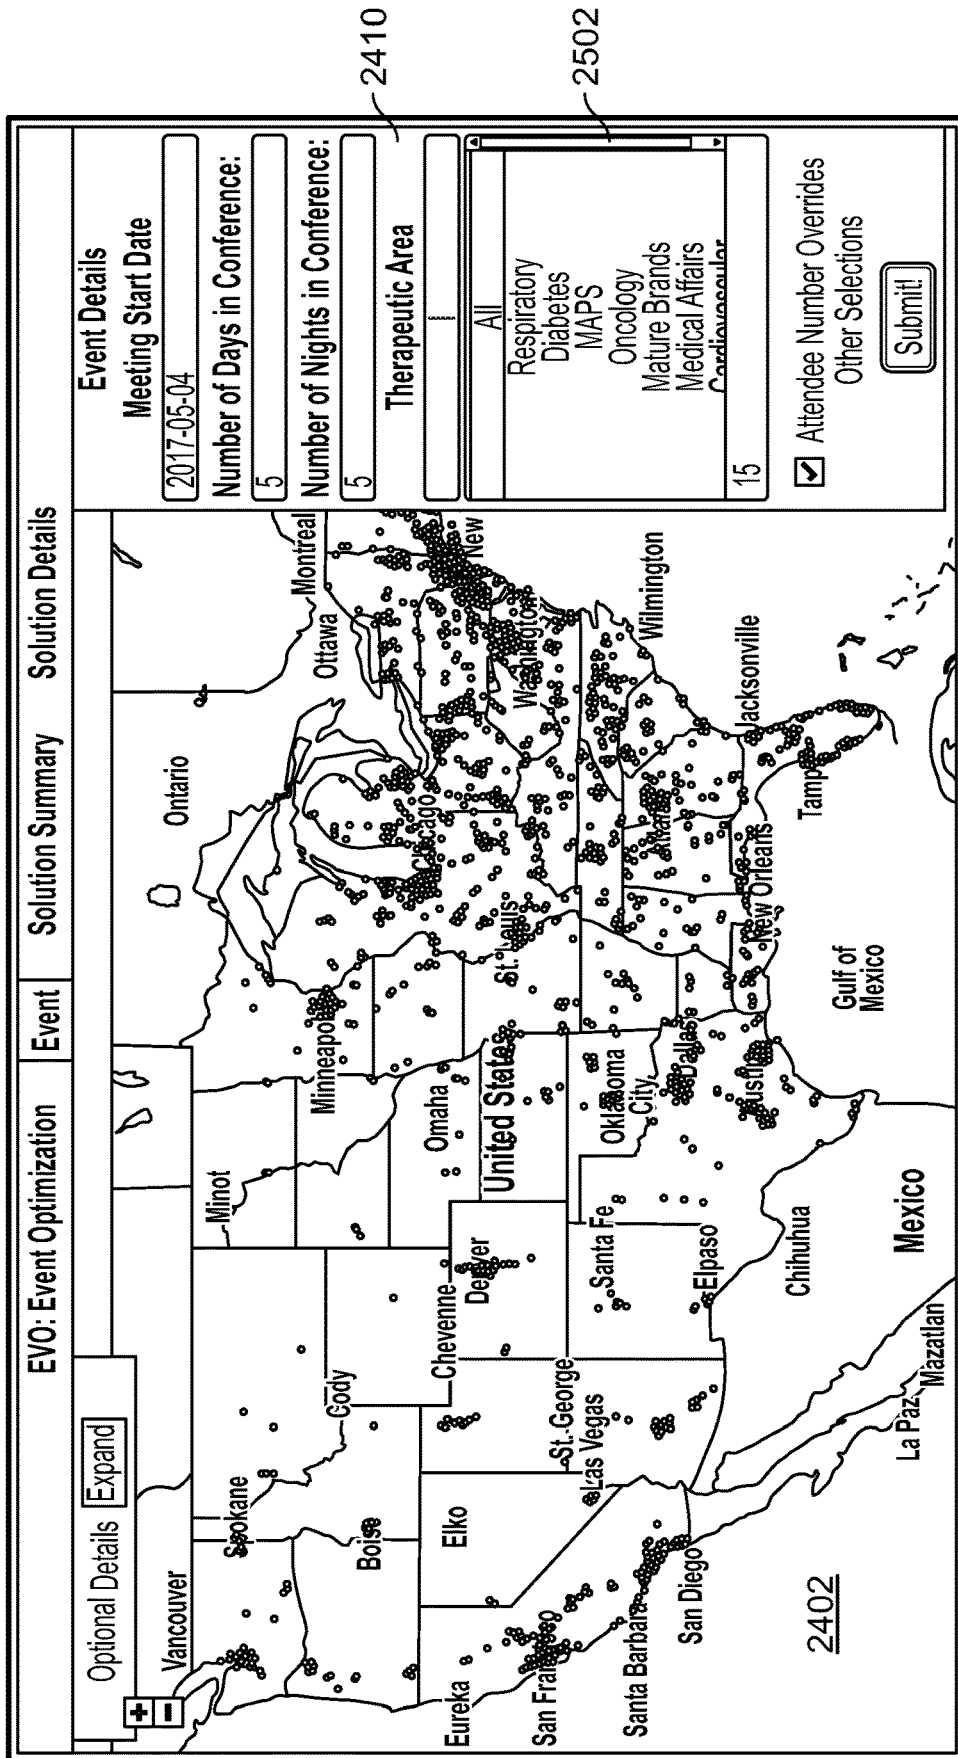 EVO: Event Optimization
Event
Solution Summary
Solution Details
Optional Details
Expand
+
−
Event Details
Meeting Start Date
2017-05-04
Number of Days in Conference:
5
Number of Nights in Conference:
5
Therapeutic Area
2410
All
Respiratory
Diabetes
MAPS
Oncology
Mature Brands
Medical Affairs
Cardiovascular
2502
15
Attendee Number Overrides
Other Selections
Submit!
Vancouver
Spokane
Minot
Ontario
Ottawa
Montreal
Boise
Cody
Minneapolis
Eureka
Elko
Cheyenne
Omaha
Chicago
New
San Francisco
Denver
United States
St. Louis
Washington
St. George
Las Vegas
Santa Fe
Oklahoma
City
Santa Barbara
San Diego
Elpaso
Dallas
Atlanta
Wilmington
Austin
New Orleans
Jacksonville
Chihuahua
Tamp
Gulf of
Mexico
La Paz
Mazatlan
Mexico
2402